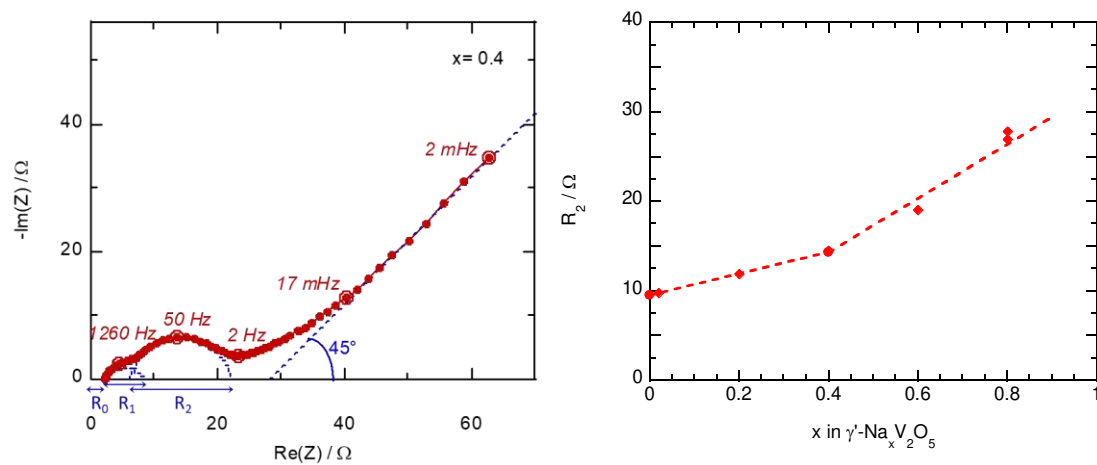 x= 0.4
40
20
0
-Im(Z) / Ω
2 mHz
17 mHz
1260 Hz
50 Hz
2 Hz
45°
R₀
R₁
R₂
0
20
40
60
Re(Z) / Ω
40
30
20
10
0
R₂ / Ω
0
0.2
0.4
0.6
0.8
1
x in γ'-NaₓV₂O₅